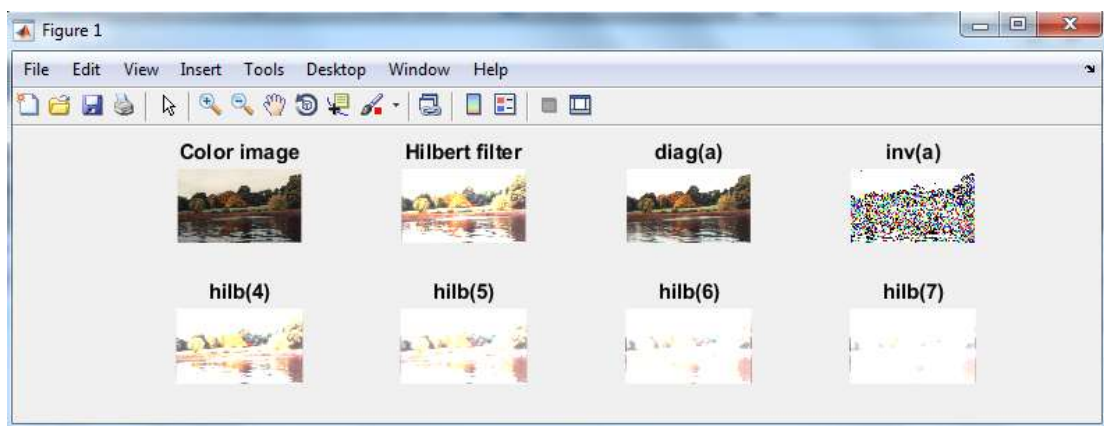 Figure 1
File Edit View Insert Tools Desktop Window Help
Color image Hilbert filter diag(a) inv(a)
hilb(4) hilb(5) hilb(6) hilb(7)